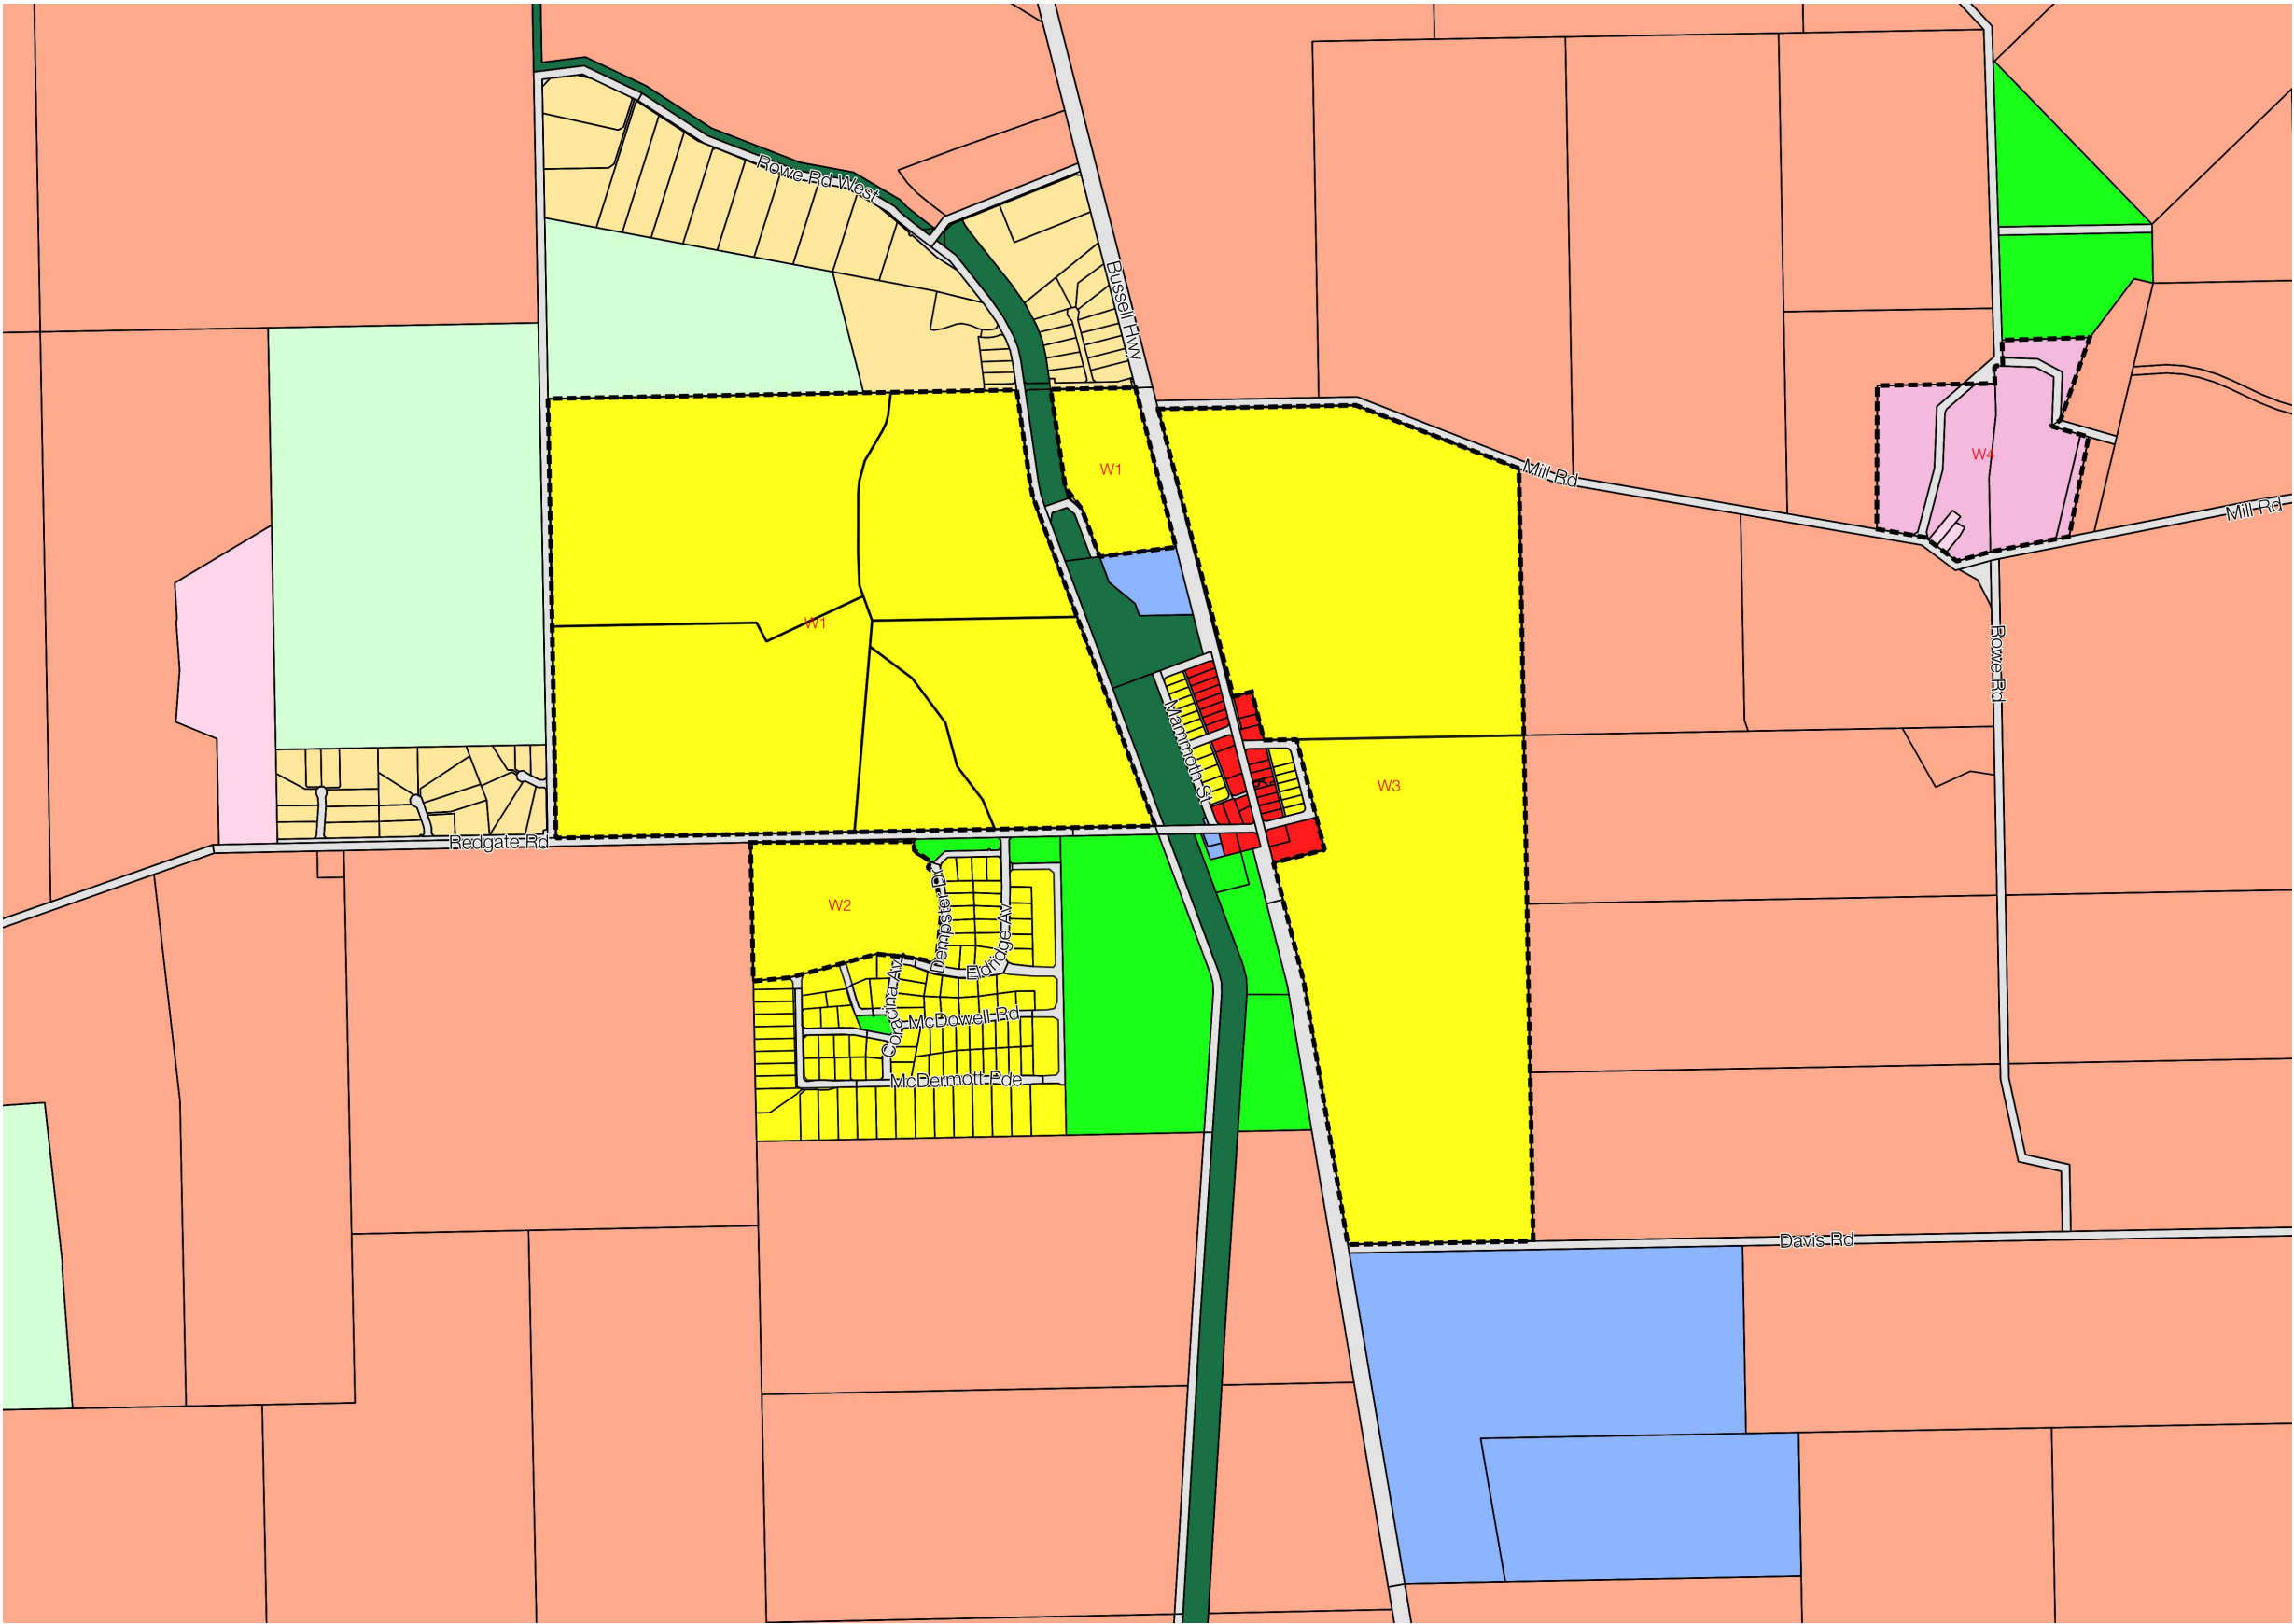 Rowe Rd West
Bussell Hwy
W1
Mill Rd
W4
Mill Rd
W1
Rowe Rd
Mammoth St
W3
Redgate Rd
W2
Dempster Dr
Eldridge Av
Coracina Av
McDowell Rd
McDermott Pde
Davis Rd